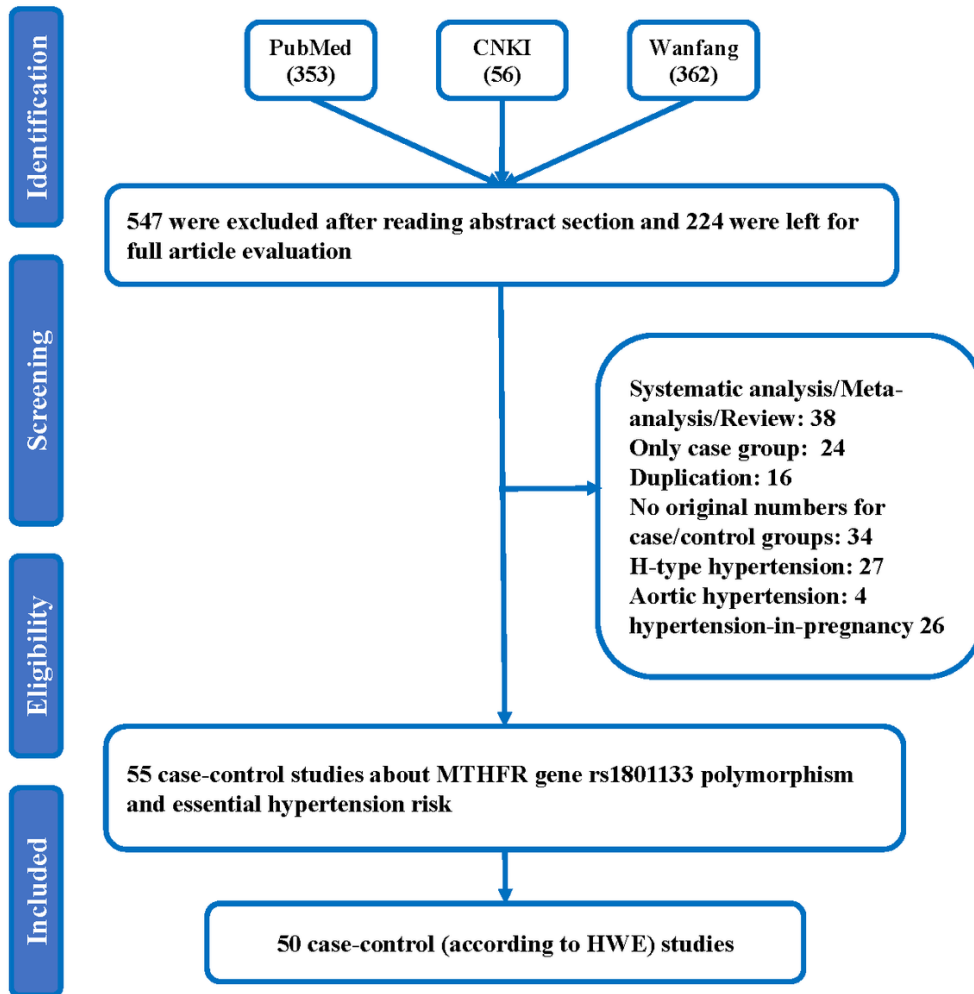 Identification
PubMed
(353)
CNKI
(56)
Wanfang
(362)
547 were excluded after reading abstract section and 224 were left for
full article evaluation
Screening
Systematic analysis/Meta-
analysis/Review: 38
Only case group: 24
Duplication: 16
No original numbers for
case/control groups: 34
H-type hypertension: 27
Aortic hypertension: 4
hypertension-in-pregnancy 26
Eligibility
55 case-control studies about MTHFR gene rs1801133 polymorphism
and essential hypertension risk
Included
50 case-control (according to HWE) studies